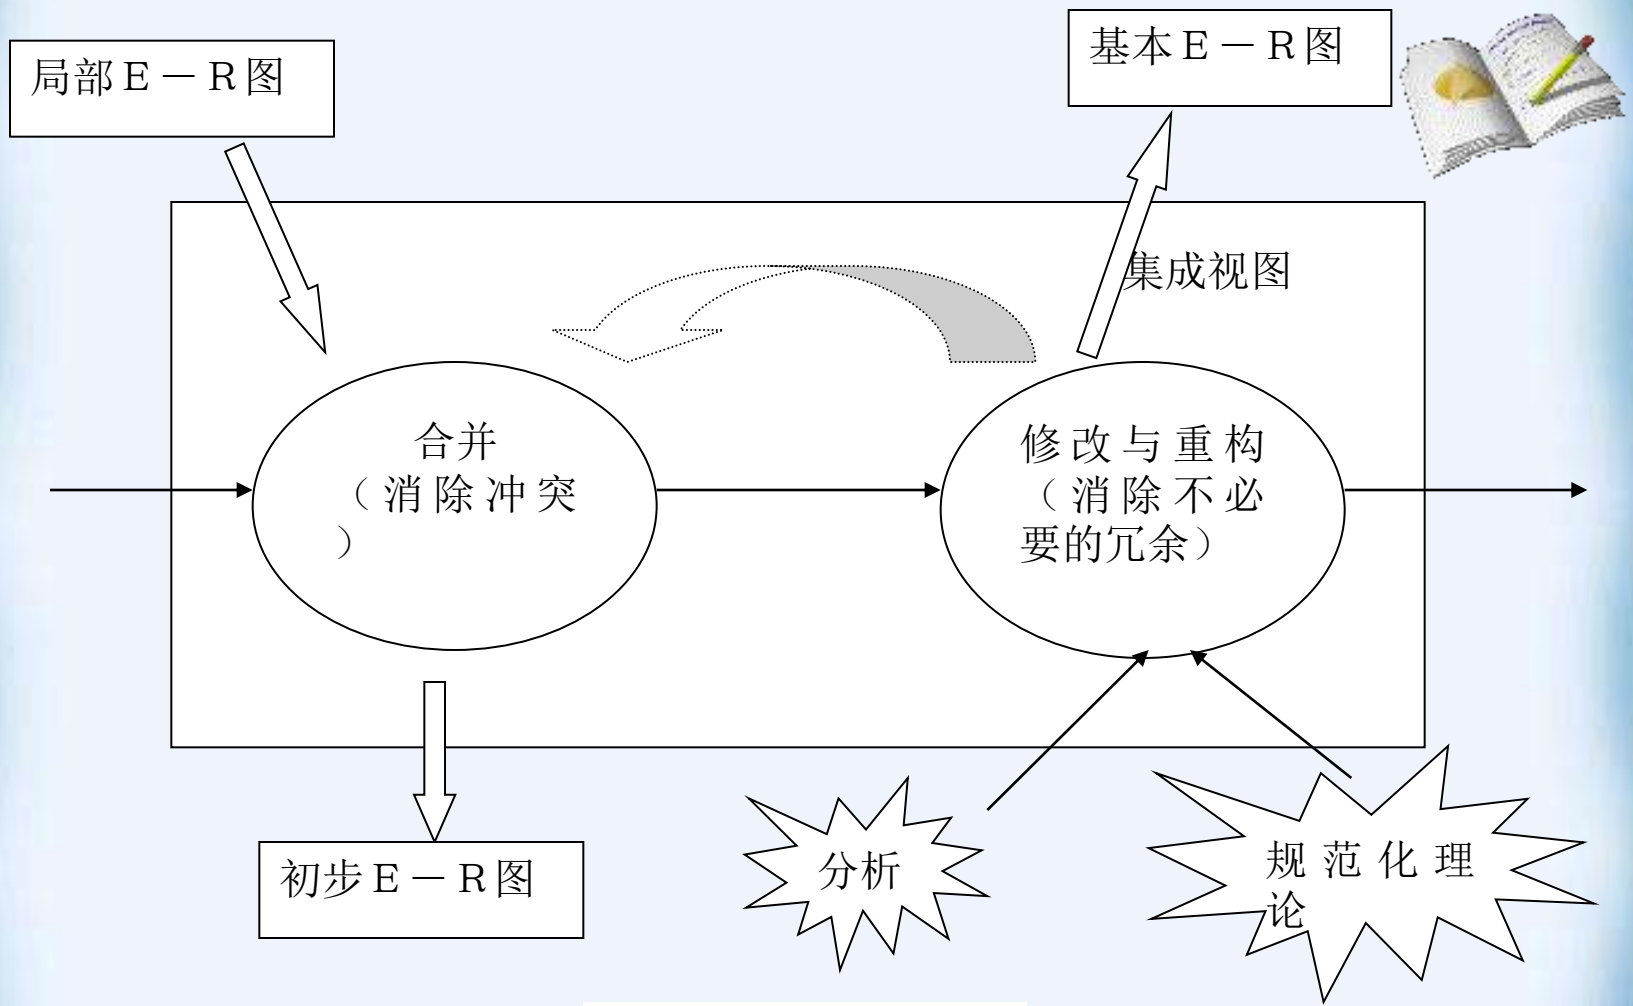 局部E－R图
基本E－R图
集成视图
合并
（消除冲突
）
修改与重构
（消除不必
要的冗余）
初步E－R图
分析
规范化理
论